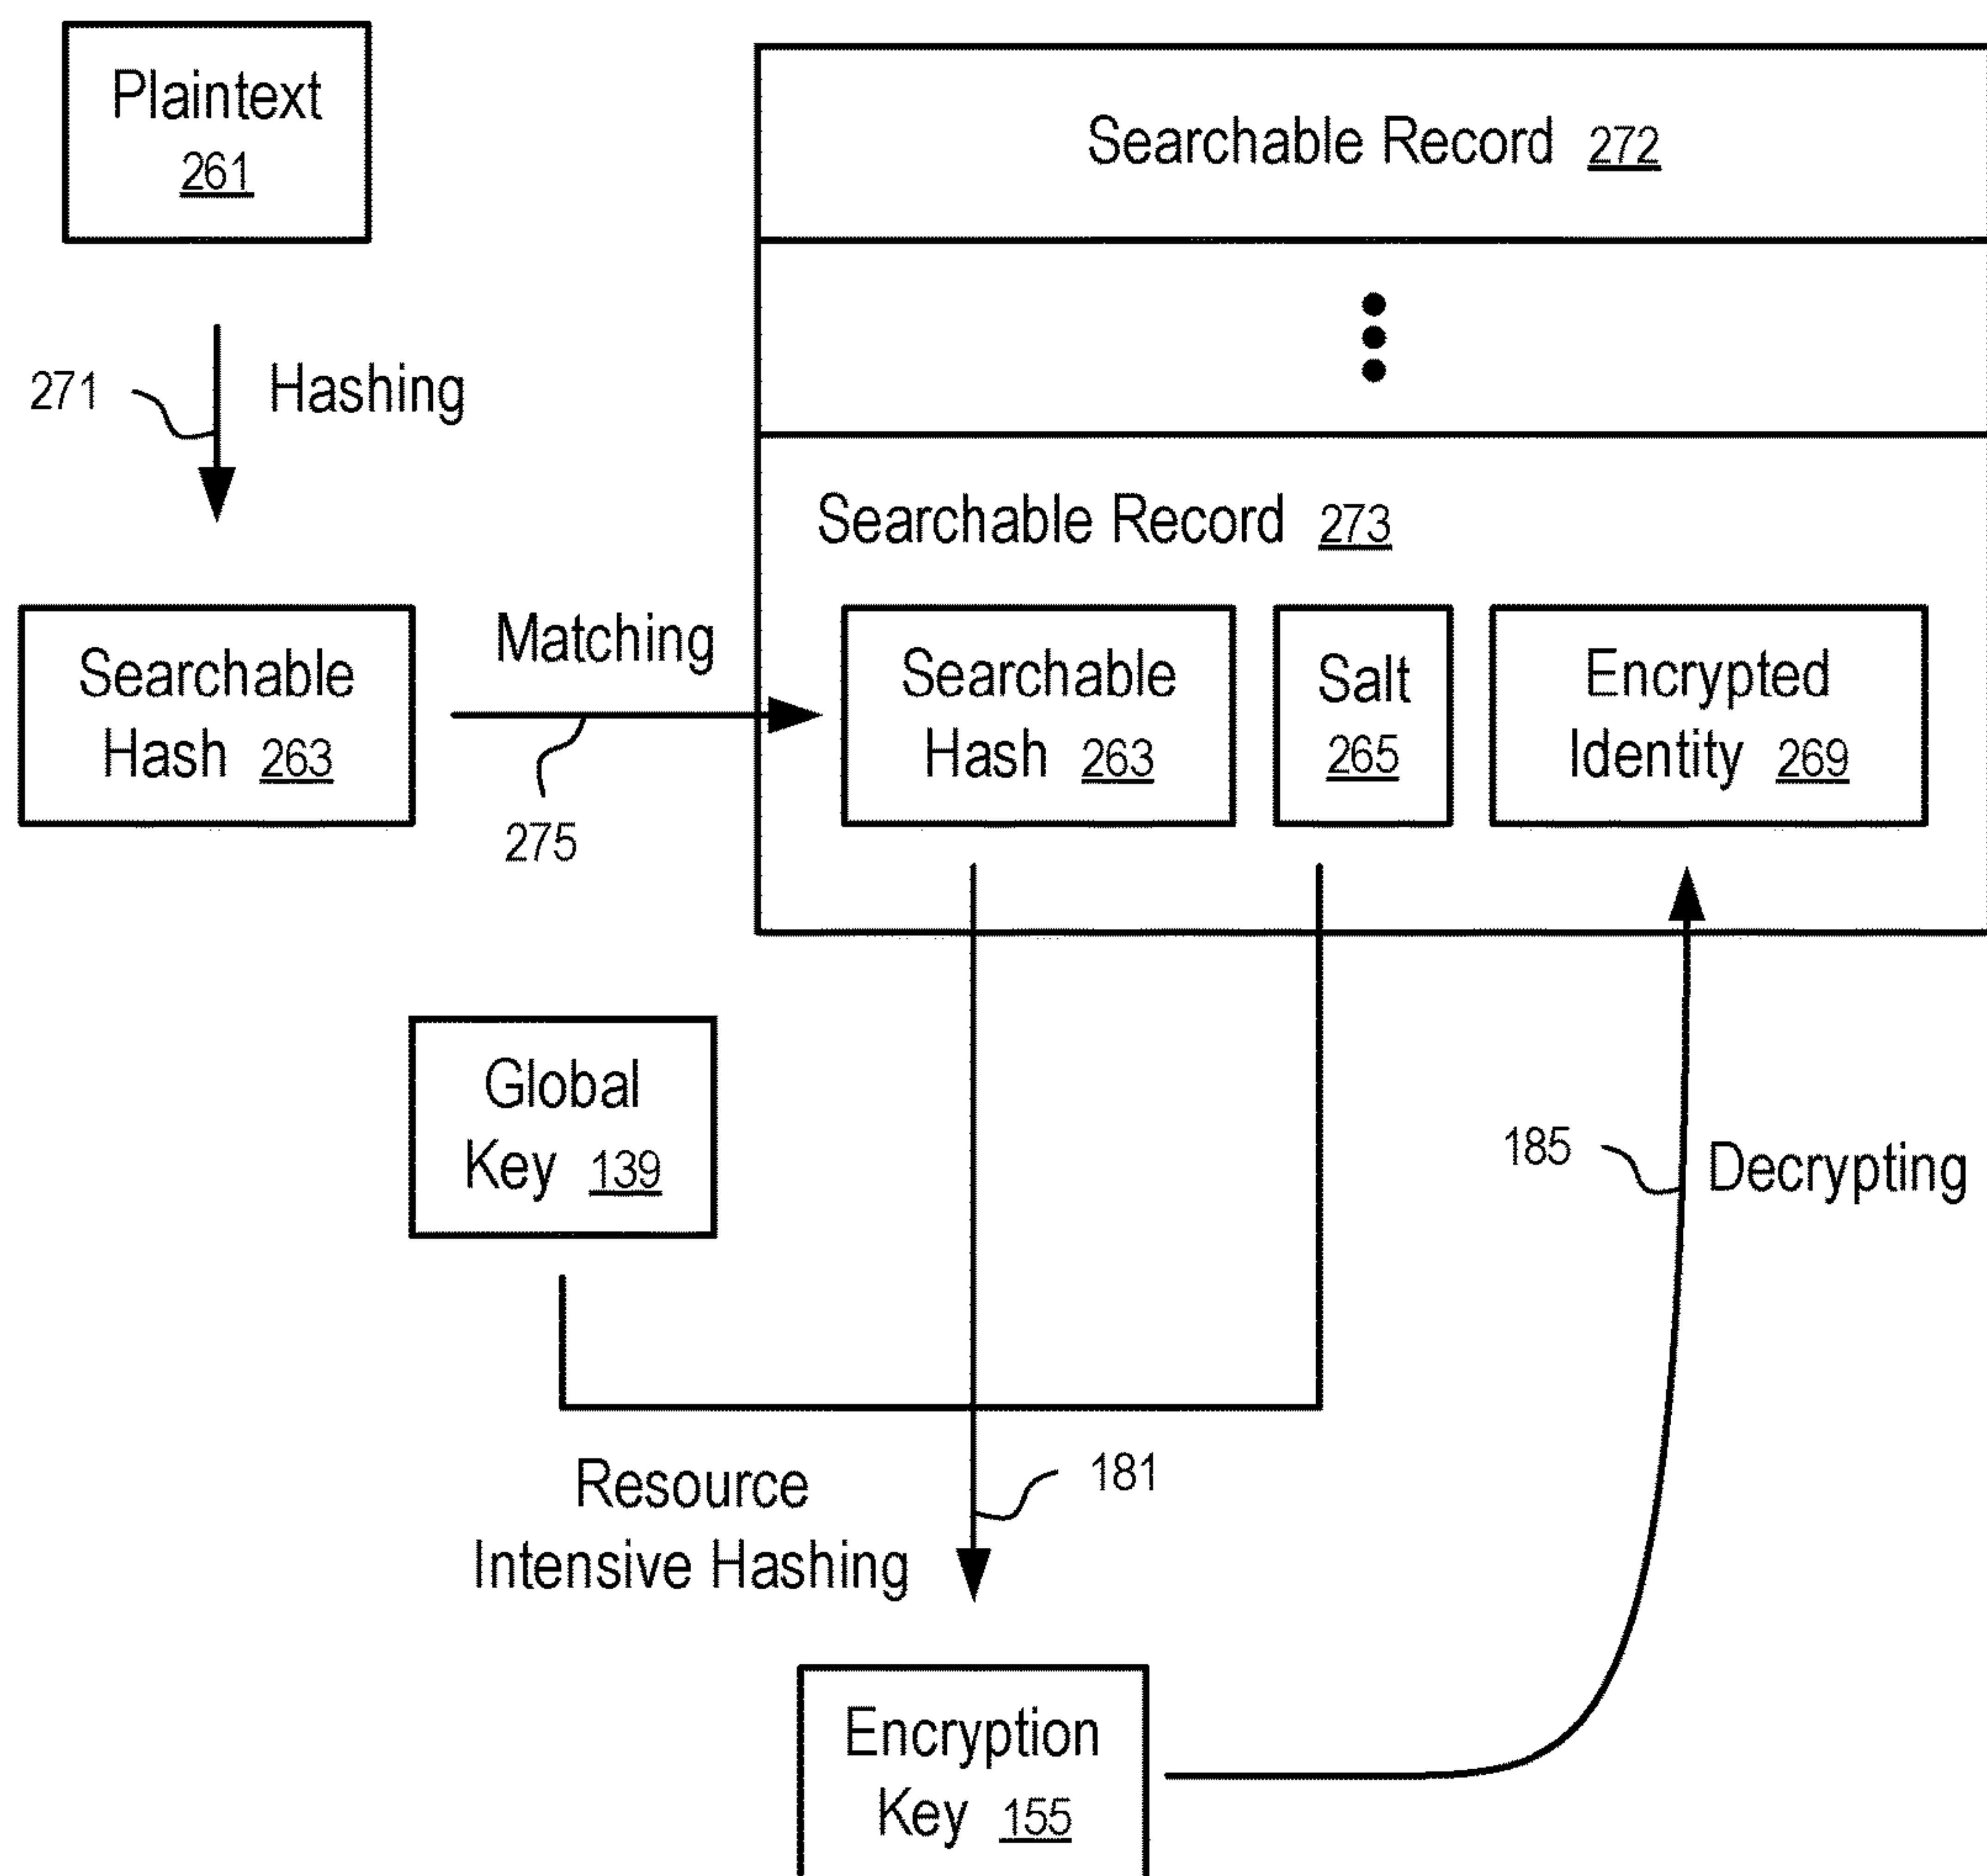 Plaintext
261
Searchable Record 272
271
Hashing
Searchable Record 273
Searchable
Hash 263
Matching
275
Searchable
Hash 263
Salt
265
Encrypted
Identity 269
Global
Key 139
185
Decrypting
Resource
Intensive Hashing
181
Encryption
Key 155